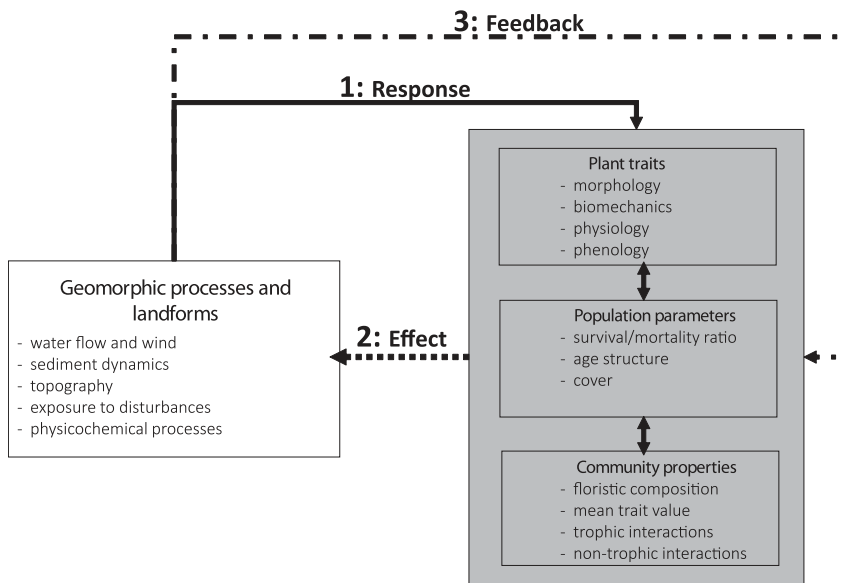 3: Feedback
1: Response
Plant traits
- morphology
- biomechanics
- physiology
- phenology
Geomorphic processes and
landforms
- water flow and wind
- sediment dynamics
- topography
- exposure to disturbances
- physicochemical processes
2: Effect
Population parameters
- survival/mortality ratio
- age structure
- cover
Community properties
- floristic composition
- mean trait value
- trophic interactions
- non-trophic interactions